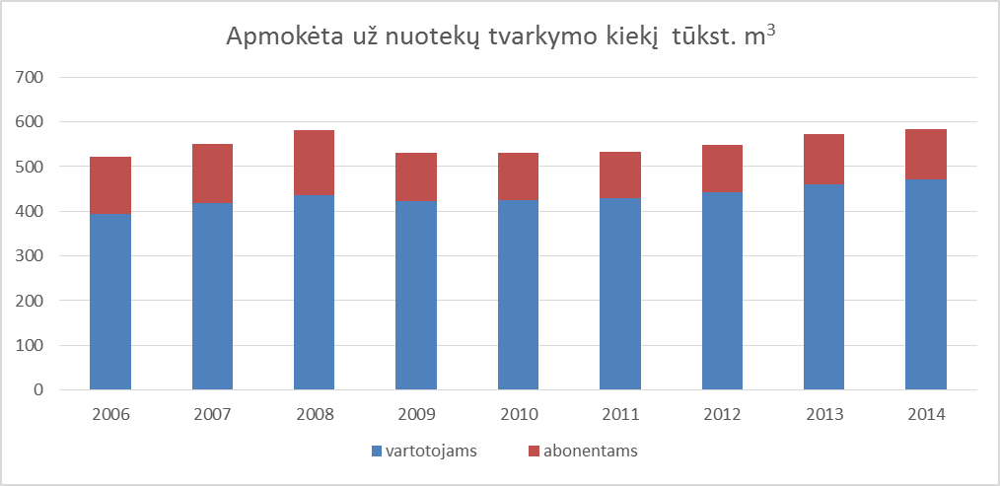 Apmokėta už nuotekų tvarkymo kiekį tūkst. m³
700
600
500
400
300
200
100
0
2006 2007 2008 2009 2010 2011 2012 2013 2014
vartotojams abonentams